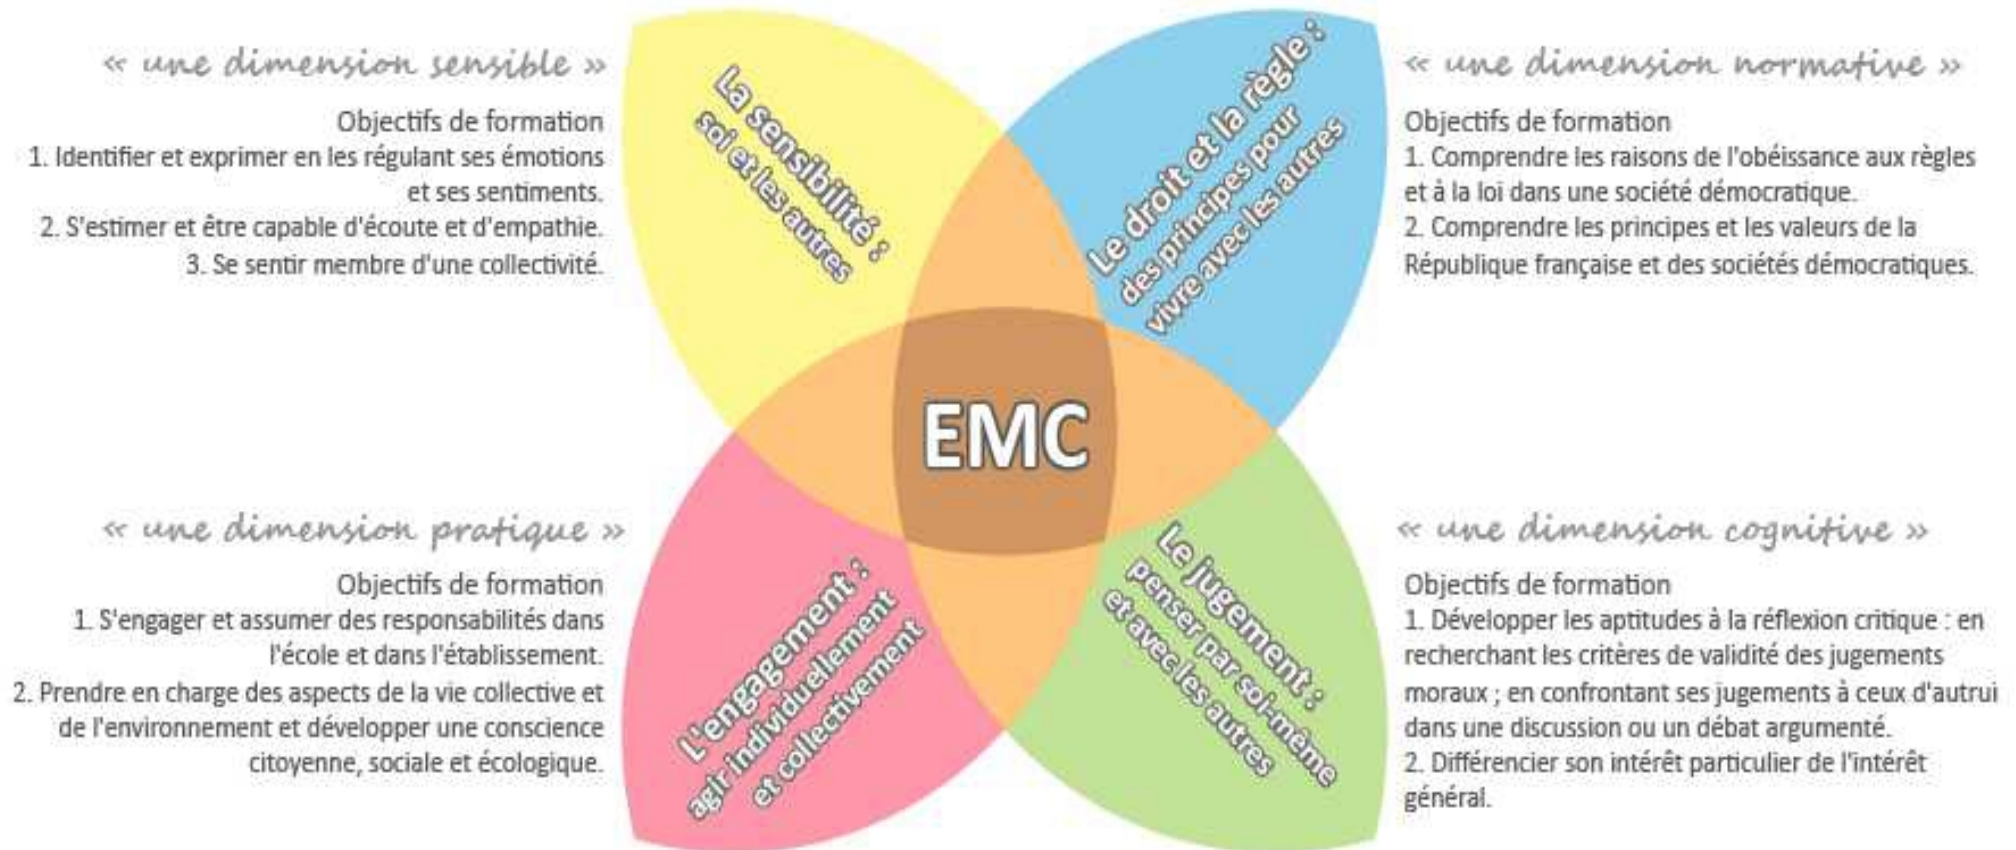 « une dimension sensible »
Objectifs de formation
1. Identifier et exprimer en les régulant ses émotions
et ses sentiments.
2. S'estimer et être capable d'écoute et d'empathie.
3. Se sentir membre d'une collectivité.
La sensibilité :
soi et les autres
Le droit et la règle :
des principes pour
vivre avec les autres
« une dimension normative »
Objectifs de formation
1. Comprendre les raisons de l'obéissance aux règles
et à la loi dans une société démocratique.
2. Comprendre les principes et les valeurs de la
République française et des sociétés démocratiques.
EMC
« une dimension pratique »
Objectifs de formation
1. S'engager et assumer des responsabilités dans
l'école et dans l'établissement.
2. Prendre en charge des aspects de la vie collective et
de l'environnement et développer une conscience
citoyenne, sociale et écologique.
L'engagement :
agir individuellement
et collectivement
Le jugement :
penser par soi-même
et avec les autres
« une dimension cognitive »
Objectifs de formation
1. Développer les aptitudes à la réflexion critique : en
recherchant les critères de validité des jugements
moraux ; en confrontant ses jugements à ceux d'autrui
dans une discussion ou un débat argumenté.
2. Différencier son intérêt particulier de l'intérêt
général.